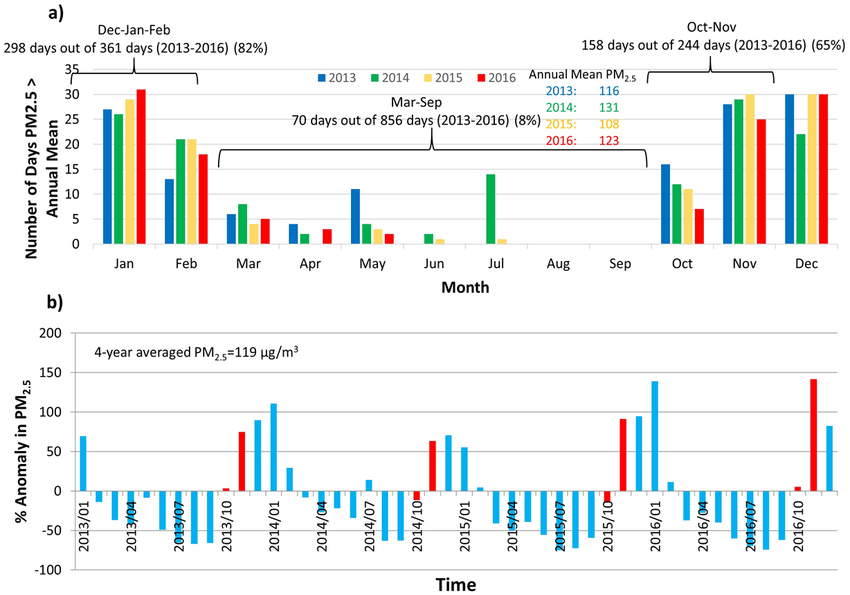 a)
Dec-Jan-Feb
298 days out of 361 days (2013-2016) (82%)
Oct-Nov
158 days out of 244 days (2013-2016) (65%)
2013 2014 2015 2016
Annual Mean PM2.5
2013: 116
2014: 131
2015: 108
2016: 123
Mar-Sep
70 days out of 856 days (2013-2016) (8%)
Number of Days PM2.5 >
Annual Mean
35
30
25
20
15
10
5
0
Jan Feb Mar Apr May Jun Jul Aug Sep Oct Nov Dec
Month
b)
4-year averaged PM2.5=119 µg/m³
% Anomaly in PM2.5
200
150
100
50
0
-50
-100
2013/01 2013/04 2013/07 2013/10 2014/01 2014/04 2014/07 2014/10 2015/01 2015/04 2015/07 2015/10 2016/01 2016/04 2016/07 2016/10
Time